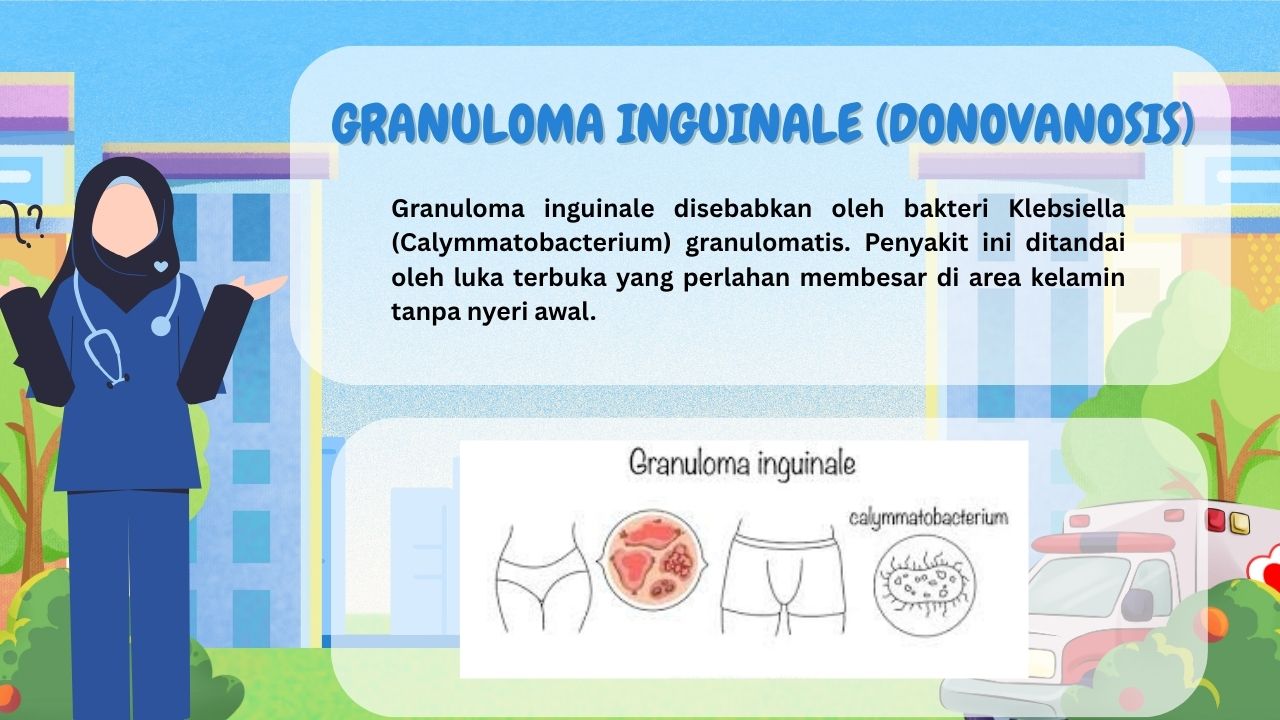 GRANULOMA INGUINALE (DONOVANOSIS)
??
Granuloma inguinale disebabkan oleh bakteri Klebsiella
(Calymmatobacterium) granulomatis. Penyakit ini ditandai
oleh luka terbuka yang perlahan membesar di area kelamin
tanpa nyeri awal.
Granuloma inguinale
calymmatobacterium